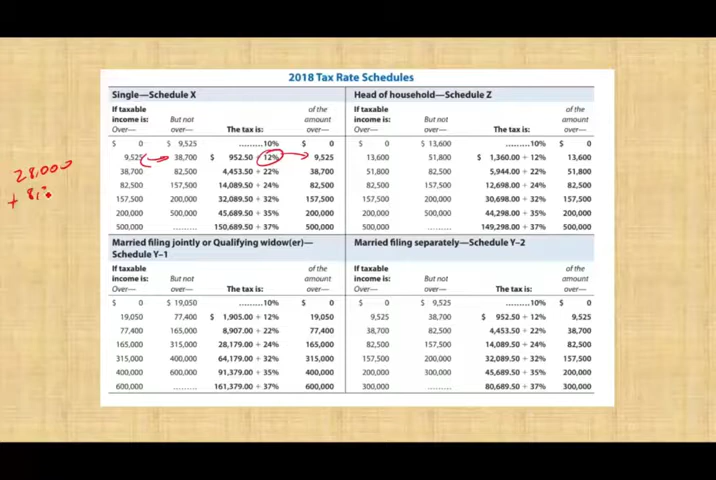 2018 Tax Rate Schedules
Single—Schedule X
If taxable income is: Over— But not over— The tax is: of the amount over—
$ 0 $ 9,525 .........10% $ 0
9,525 38,700 $ 952.50 + 12% 9,525
38,700 82,500 4,453.50 + 22% 38,700
82,500 157,500 14,089.50 + 24% 82,500
157,500 200,000 32,089.50 + 32% 157,500
200,000 500,000 45,689.50 + 35% 200,000
500,000 ......... 150,689.50 + 37% 500,000
Head of household—Schedule Z
If taxable income is: Over— But not over— The tax is: of the amount over—
$ 0 $ 13,600 .........10% $ 0
13,600 51,800 $ 1,360.00 + 12% 13,600
51,800 82,500 5,944.00 + 22% 51,800
82,500 157,500 12,698.00 + 24% 82,500
157,500 200,000 30,698.00 + 32% 157,500
200,000 500,000 44,298.00 + 35% 200,000
500,000 ......... 149,298.00 + 37% 500,000
Married filing jointly or Qualifying widow(er)—
Schedule Y–1
If taxable income is: Over— But not over— The tax is: of the amount over—
$ 0 $ 19,050 .........10% $ 0
19,050 77,400 $ 1,905.00 + 12% 19,050
77,400 165,000 8,907.00 + 22% 77,400
165,000 315,000 28,179.00 + 24% 165,000
315,000 400,000 64,179.00 + 32% 315,000
400,000 600,000 91,379.00 + 35% 400,000
600,000 ......... 161,379.00 + 37% 600,000
Married filing separately—Schedule Y–2
If taxable income is: Over— But not over— The tax is: of the amount over—
$ 0 $ 9,525 .........10% $ 0
9,525 38,700 $ 952.50 + 12% 9,525
38,700 82,500 4,453.50 + 22% 38,700
82,500 157,500 14,089.50 + 24% 82,500
157,500 200,000 32,089.50 + 32% 157,500
200,000 300,000 45,689.50 + 35% 200,000
300,000 ......... 80,689.50 + 37% 300,000
28,000